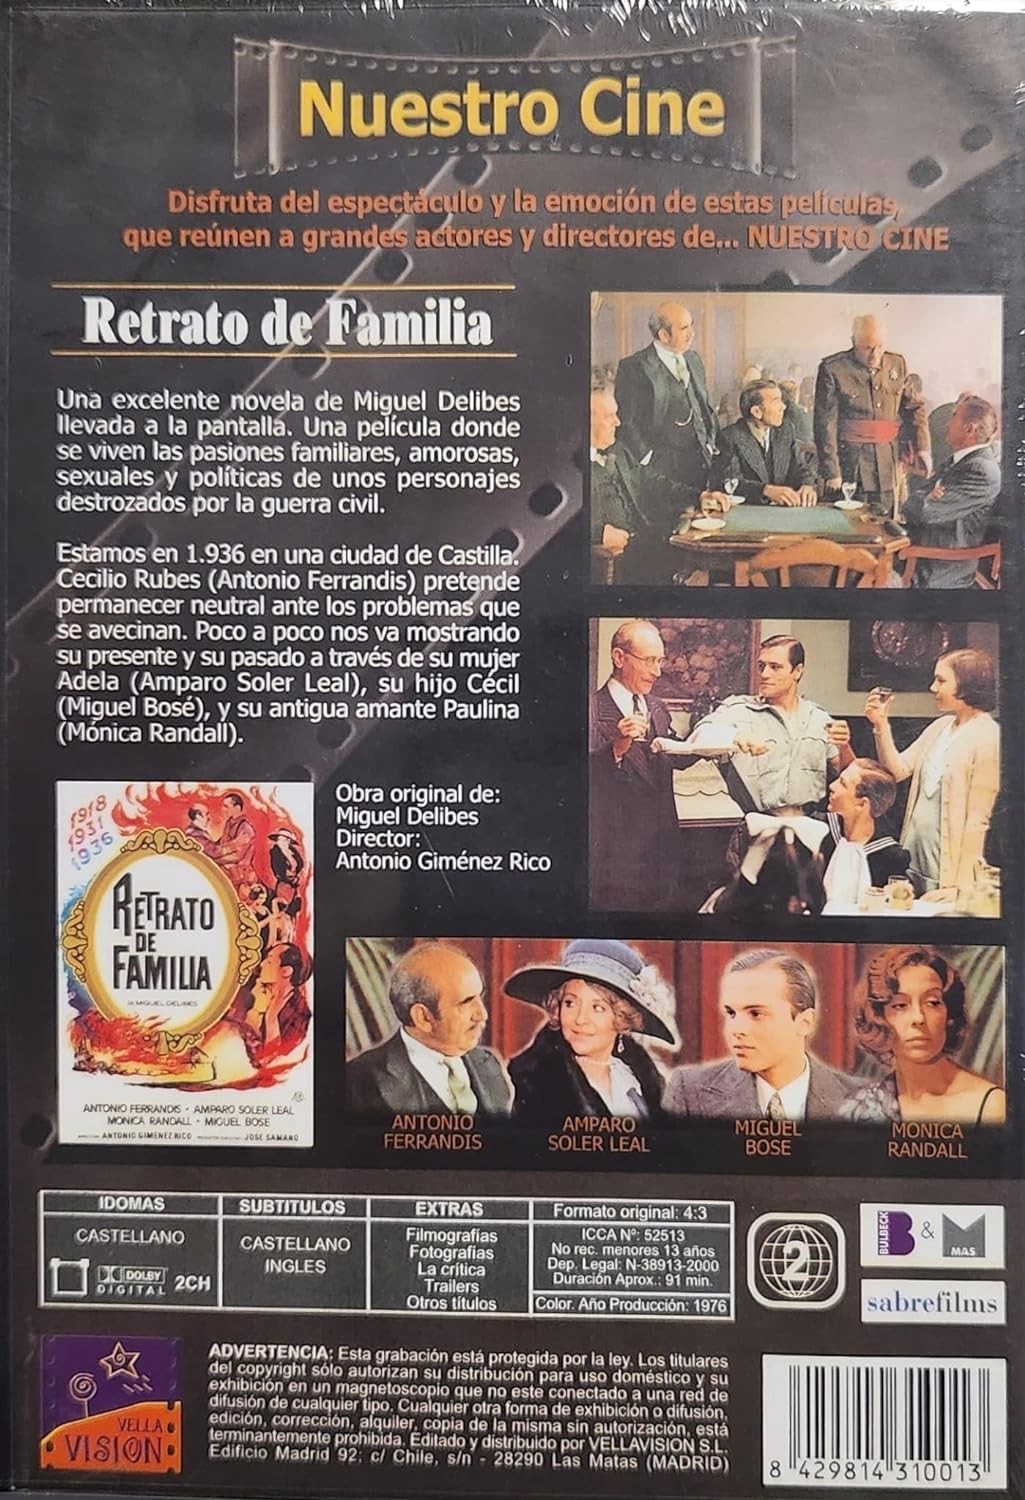 Nuestro Cine
Disfruta del espectáculo y la emoción de estas películas,
que reúnen a grandes actores y directores de... NUESTRO CINE
Retrato de Familia
Una excelente novela de Miguel Delibes
llevada a la pantalla. Una película donde
se viven las pasiones familiares, amorosas,
sexuales y políticas de unos personajes
destrozados por la guerra civil.
Estamos en 1.936 en una ciudad de Castilla.
Cecilio Rubes (Antonio Ferrandis) pretende
permanecer neutral ante los problemas que
se avecinan. Poco a poco nos va mostrando
su presente y su pasado a través de su mujer
Adela (Amparo Soler Leal), su hijo Cécil
(Miguel Bosé), y su antigua amante Paulina
(Mónica Randall).
Obra original de:
Miguel Delibes
Director:
Antonio Giménez Rico
1918
1931
1936
RETRATO
DE
FAMILIA
de MIGUEL DELIBES
ANTONIO FERRANDIS · AMPARO SOLER LEAL
MONICA RANDALL · MIGUEL BOSE
ANTONIO GIMENEZ RICO JOSE SAMANO
ANTONIO
FERRANDIS
AMPARO
SOLER LEAL
MIGUEL
BOSE
MONICA
RANDALL
IDOMAS
CASTELLANO
DOLBY
DIGITAL 2CH
SUBTITULOS
CASTELLANO
INGLES
EXTRAS
Filmografías
Fotografías
La crítica
Trailers
Otros títulos
Formato original: 4:3
ICCA Nº: 52513
No rec. menores 13 años
Dep. Legal: N-38913-2000
Duración Aprox.: 91 min.
Color. Año Producción: 1976
2
BULBECK
B & M
MAS
sabrefilms
VELLA
VISION
ADVERTENCIA: Esta grabación está protegida por la ley. Los titulares
del copyright sólo autorizan su distribución para uso doméstico y su
exhibición en un magnetoscopio que no este conectado a una red de
difusión de cualquier tipo. Cualquier otra forma de exhibición o difusión,
edición, corrección, alquiler, copia de la misma sin autorización, está
terminantemente prohibida. Editado y distribuido por VELLAVISION S.L.
Edificio Madrid 92; c/ Chile, s/n - 28290 Las Matas (MADRID)
8 429814 310013